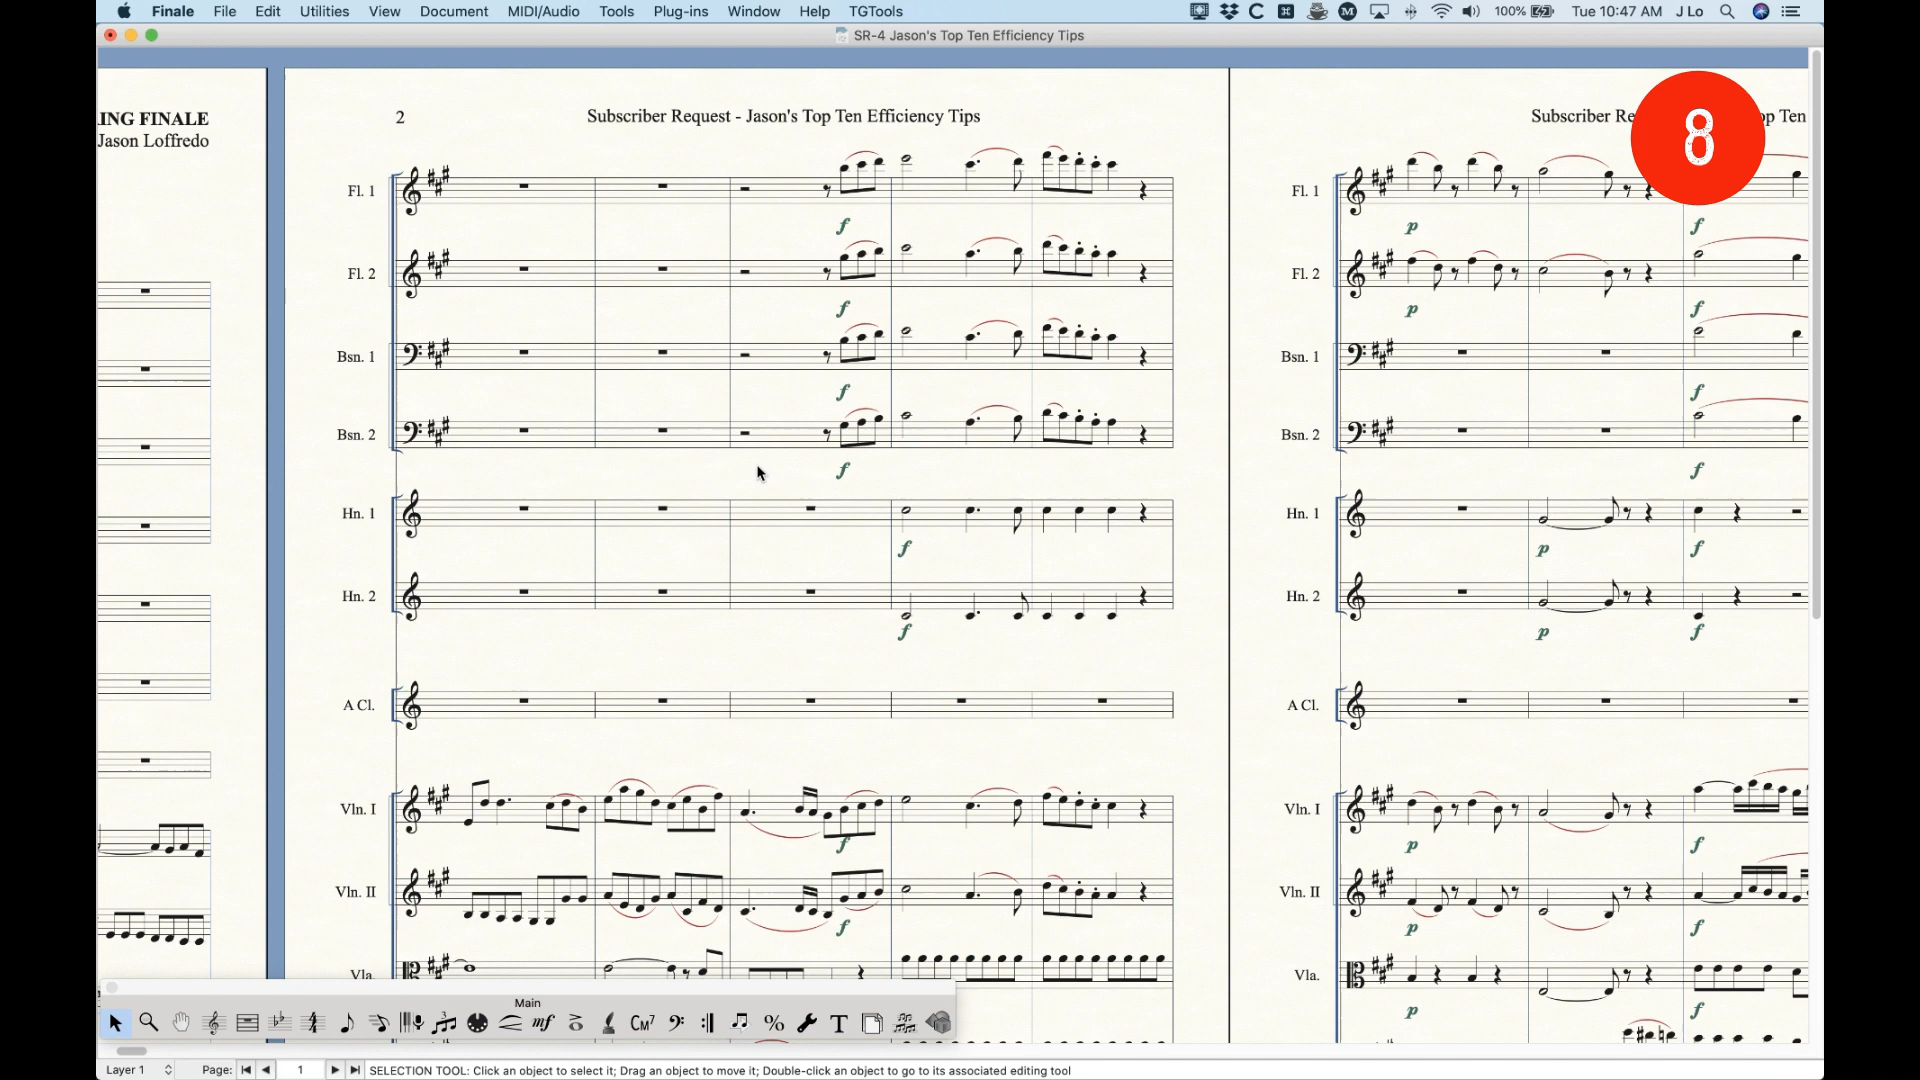 Finale File Edit Utilities View Document MIDI/Audio Tools Plug-ins Window Help TGTools 100% Tue 10:47 AM J Lo
SR-4 Jason's Top Ten Efficiency Tips
8
ING FINALE
Jason Loffredo
2
Subscriber Request - Jason's Top Ten Efficiency Tips
Subscriber Re
op Ten
Fl. 1
f
Fl. 2
f
Bsn. 1
f
Bsn. 2
f
Hn. 1
f
Hn. 2
f
A Cl.
Vln. I
f
Vln. II
f
Vla.
Fl. 1
p f
Fl. 2
p f
Bsn. 1
f
Bsn. 2
f
Hn. 1
p f
Hn. 2
p f
A Cl.
Vln. I
p f
Vln. II
p f
Vla.
p f
Main
mf CM7 % T
Layer 1 Page: 1 SELECTION TOOL: Click an object to select it; Drag an object to move it; Double-click an object to go to its associated editing tool